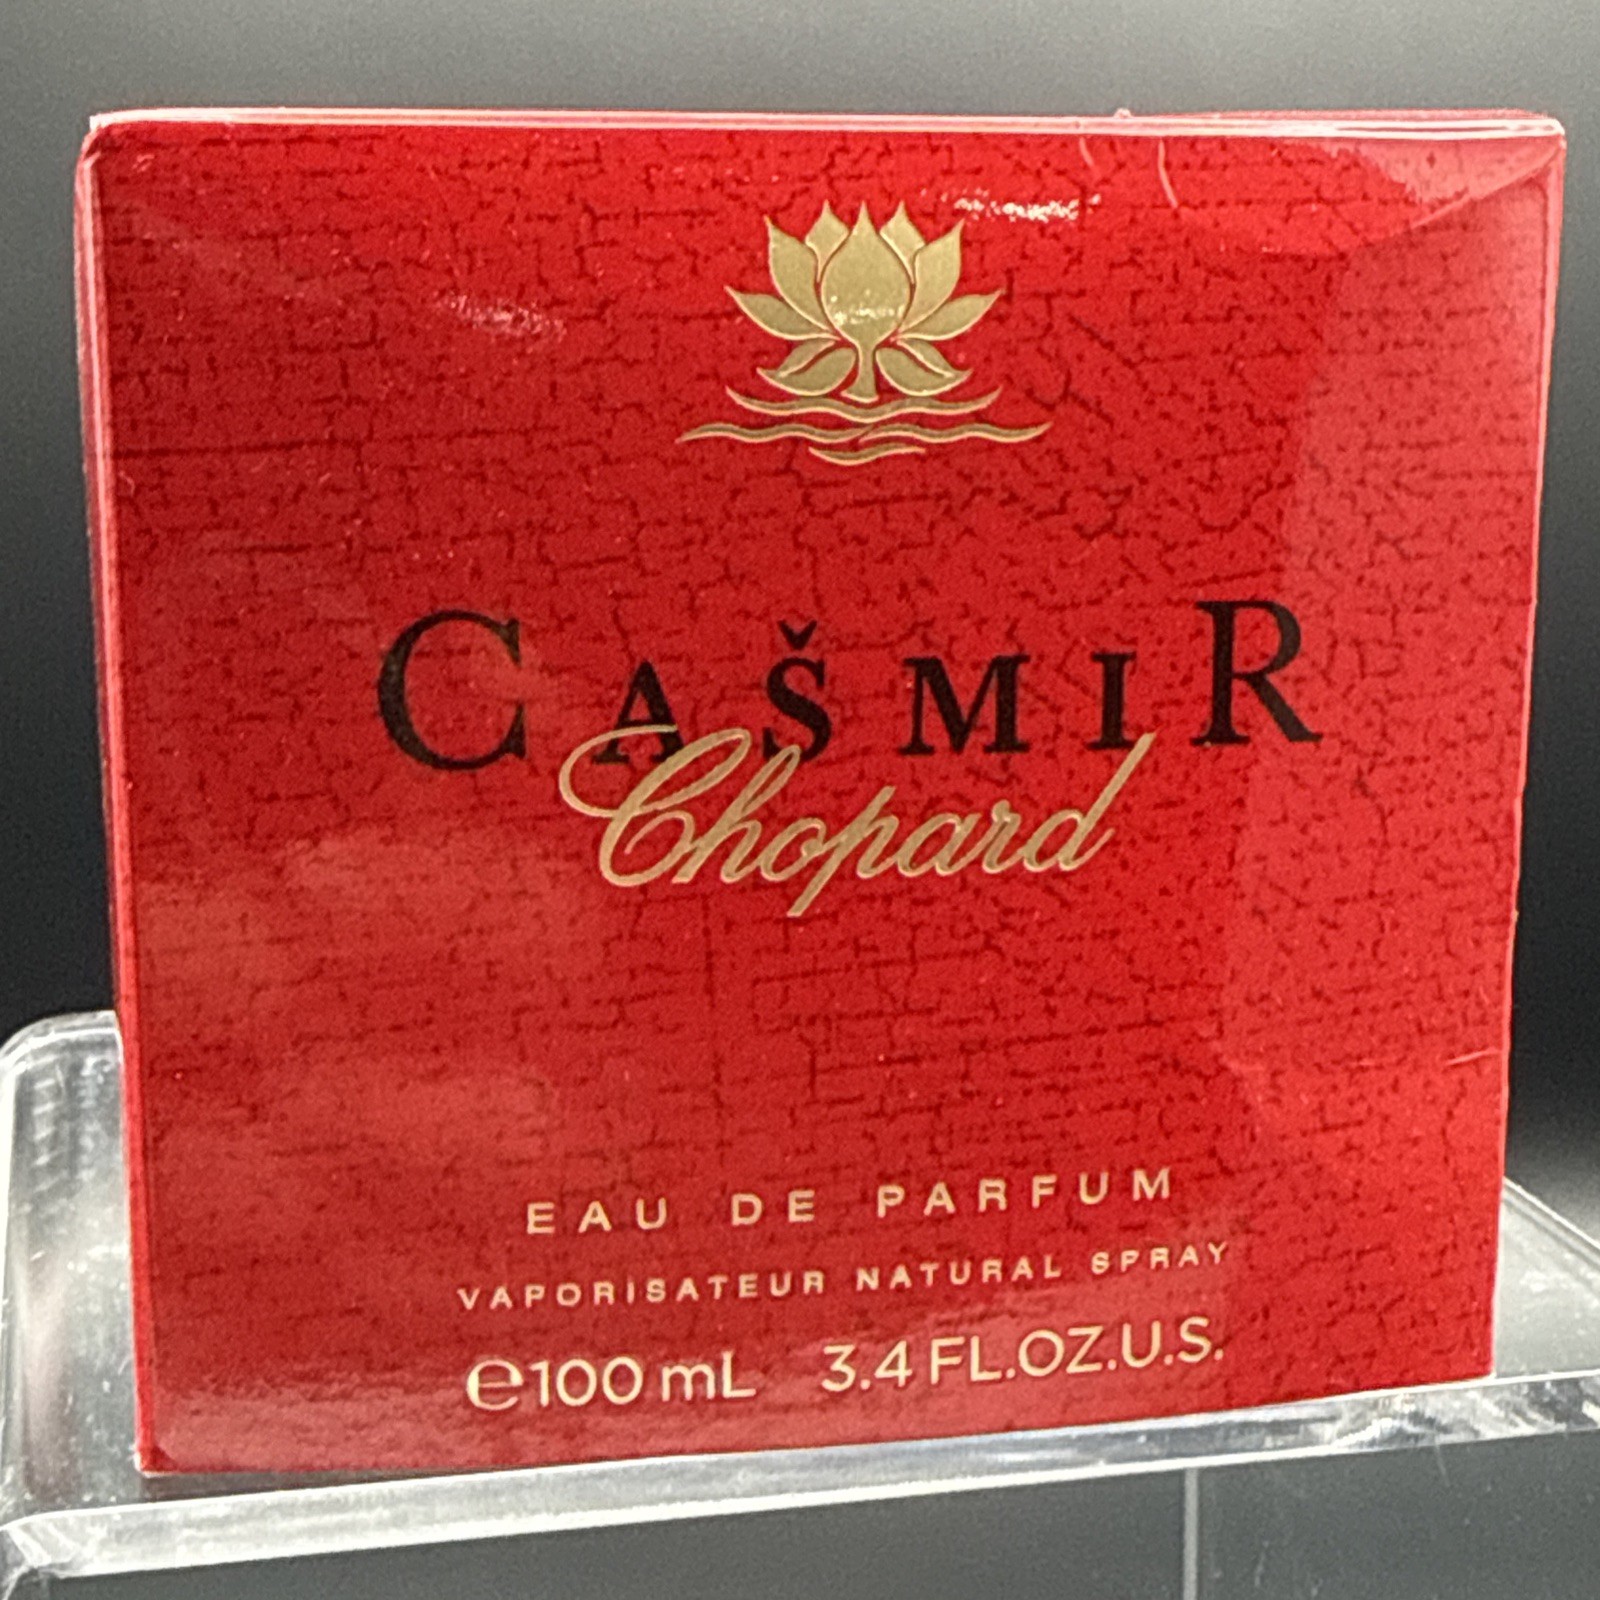 CAŠMIR
Chopard
EAU DE PARFUM
VAPORISATEUR NATURAL SPRAY
℮100 mL 3.4 FL.OZ.U.S.